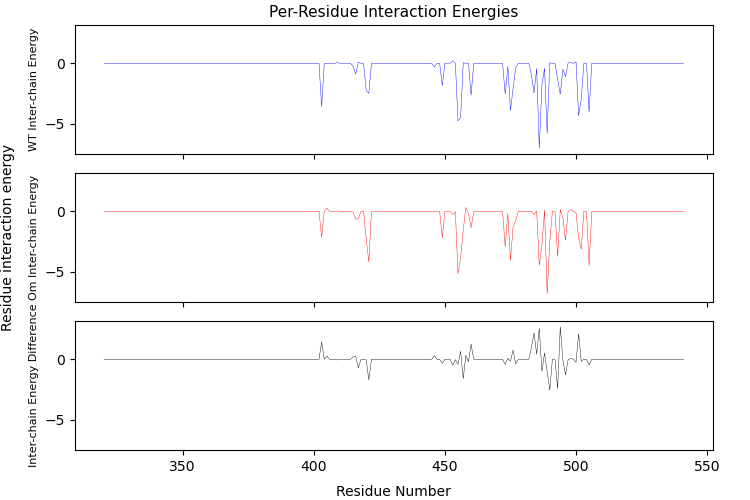 Per-Residue Interaction Energies
Residue interaction energy
WT Inter-chain Energy
0
−5
Om Inter-chain Energy
0
−5
Inter-chain Energy Difference
0
−5
350
400
450
500
550
Residue Number